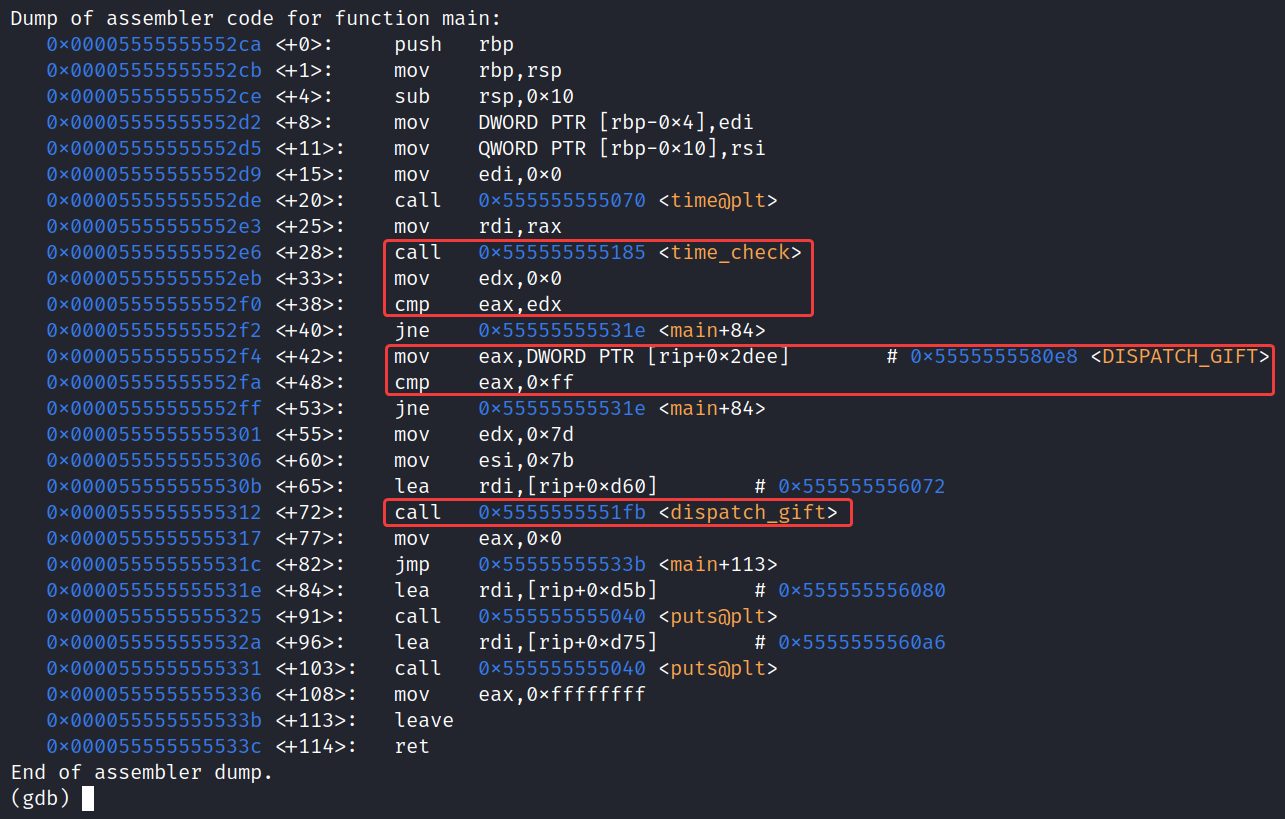 Dump of assembler code for function main:
   0×00005555555552ca <+0>:     push   rbp
   0×00005555555552cb <+1>:     mov    rbp,rsp
   0×00005555555552ce <+4>:     sub    rsp,0×10
   0×00005555555552d2 <+8>:     mov    DWORD PTR [rbp-0×4],edi
   0×00005555555552d5 <+11>:    mov    QWORD PTR [rbp-0×10],rsi
   0×00005555555552d9 <+15>:    mov    edi,0×0
   0×00005555555552de <+20>:    call   0×555555555070 <time@plt>
   0×00005555555552e3 <+25>:    mov    rdi,rax
   0×00005555555552e6 <+28>:    call   0×555555555185 <time_check>
   0×00005555555552eb <+33>:    mov    edx,0×0
   0×00005555555552f0 <+38>:    cmp    eax,edx
   0×00005555555552f2 <+40>:    jne    0×55555555531e <main+84>
   0×00005555555552f4 <+42>:    mov    eax,DWORD PTR [rip+0×2dee]        # 0×5555555580e8 <DISPATCH_GIFT>
   0×00005555555552fa <+48>:    cmp    eax,0×ff
   0×00005555555552ff <+53>:    jne    0×55555555531e <main+84>
   0×0000555555555301 <+55>:    mov    edx,0×7d
   0×0000555555555306 <+60>:    mov    esi,0×7b
   0×000055555555530b <+65>:    lea    rdi,[rip+0×d60]        # 0×555555556072
   0×0000555555555312 <+72>:    call   0×5555555551fb <dispatch_gift>
   0×0000555555555317 <+77>:    mov    eax,0×0
   0×000055555555531c <+82>:    jmp    0×55555555533b <main+113>
   0×000055555555531e <+84>:    lea    rdi,[rip+0×d5b]        # 0×555555556080
   0×0000555555555325 <+91>:    call   0×555555555040 <puts@plt>
   0×000055555555532a <+96>:    lea    rdi,[rip+0×d75]        # 0×5555555560a6
   0×0000555555555331 <+103>:   call   0×555555555040 <puts@plt>
   0×0000555555555336 <+108>:   mov    eax,0×ffffffff
   0×000055555555533b <+113>:   leave
   0×000055555555533c <+114>:   ret
End of assembler dump.
(gdb)